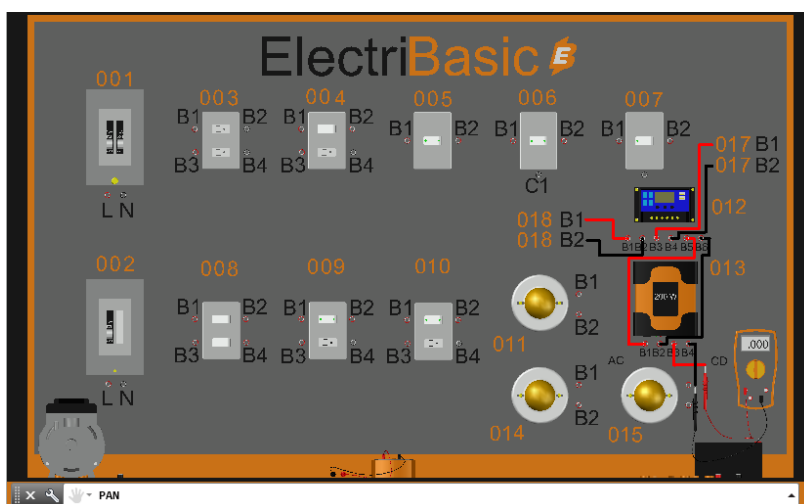 ElectriBasic E
001
003
004
005
006
007
B1 B2
B1 B2
B1 B2
B1 B2
B1 B2
017 B1
017 B2
B3 B4
B3 B4
C1
L N
012
018 B1
018 B2
B1 B2 B3 B4 B5 B6
002
008
009
010
013
200 W
B1
B1 B2
B1 B2
B1 B2
B2
011
.000
B3 B4
B3 B4
B3 B4
AC
B1 B2 B3 B4
CD
B1
L N
B2
014
015
PAN